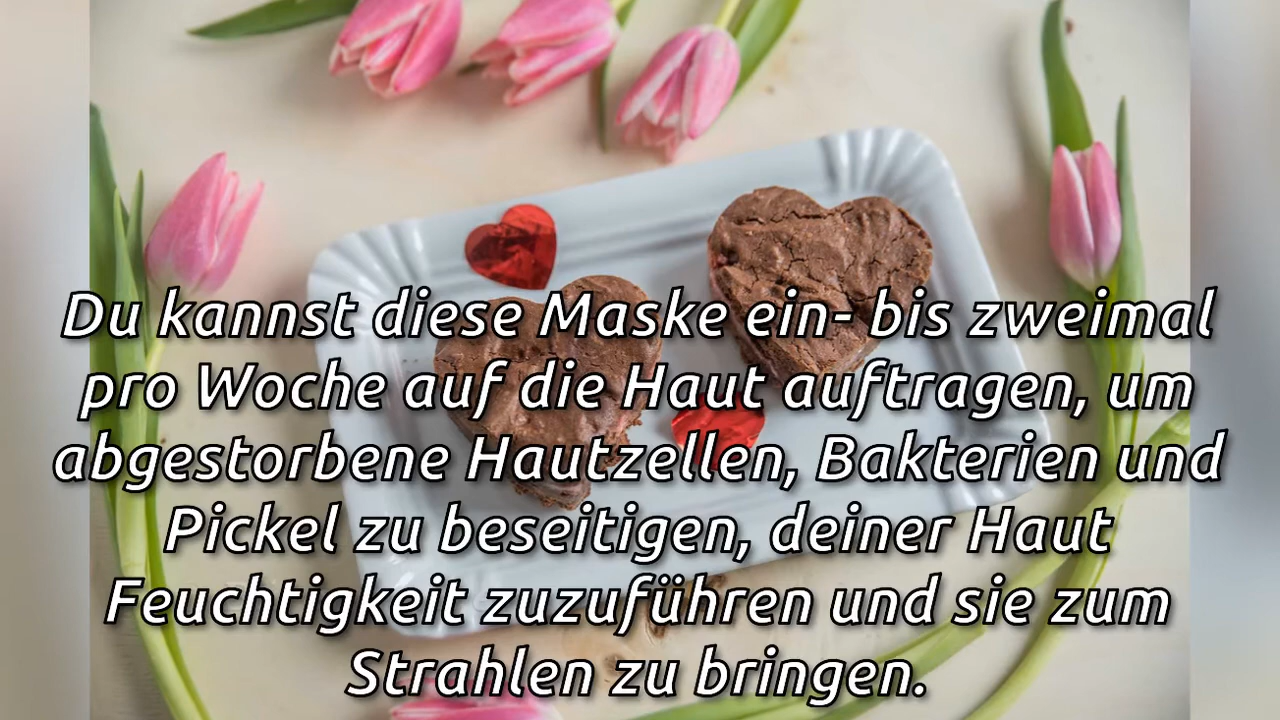 Du kannst diese Maske ein- bis zweimal
pro Woche auf die Haut auftragen, um
abgestorbene Hautzellen, Bakterien und
Pickel zu beseitigen, deiner Haut
Feuchtigkeit zuzuführen und sie zum
Strahlen zu bringen.